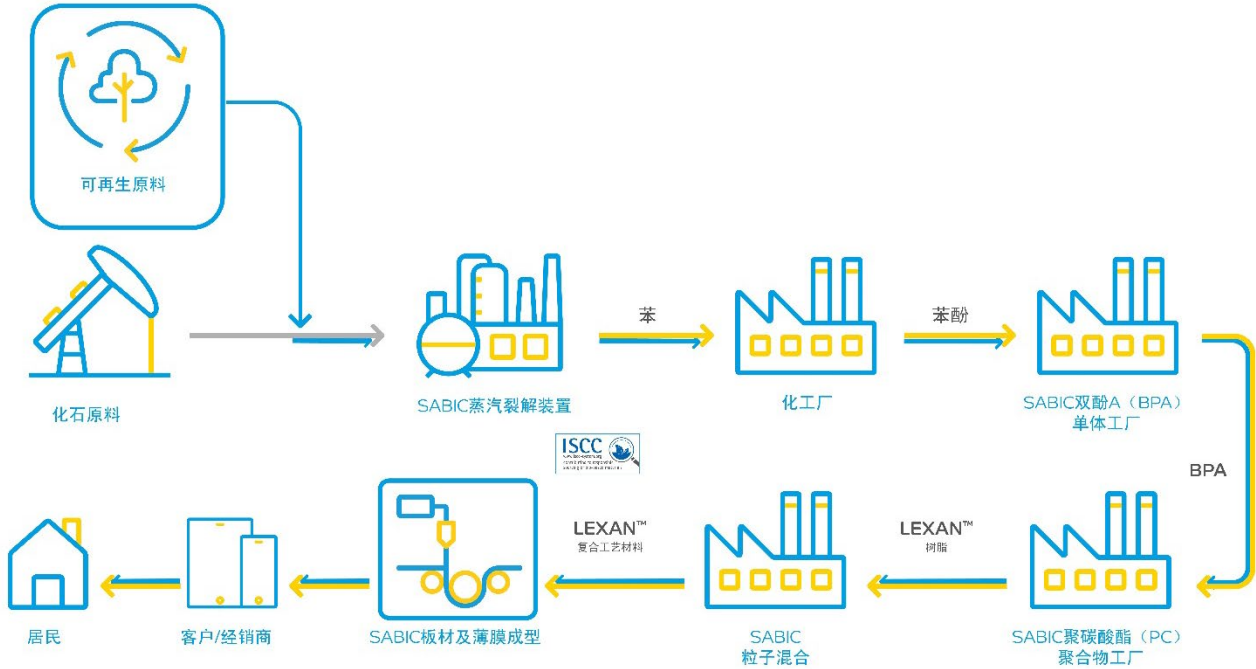 可再生原料
化石原料
SABIC蒸汽裂解装置
苯
化工厂
苯酚
SABIC双酚A（BPA）
单体工厂
BPA
ISCC
LEXAN™
复合工艺材料
LEXAN™
树脂
居民
客户/经销商
SABIC板材及薄膜成型
SABIC
粒子混合
SABIC聚碳酸酯（PC）
聚合物工厂